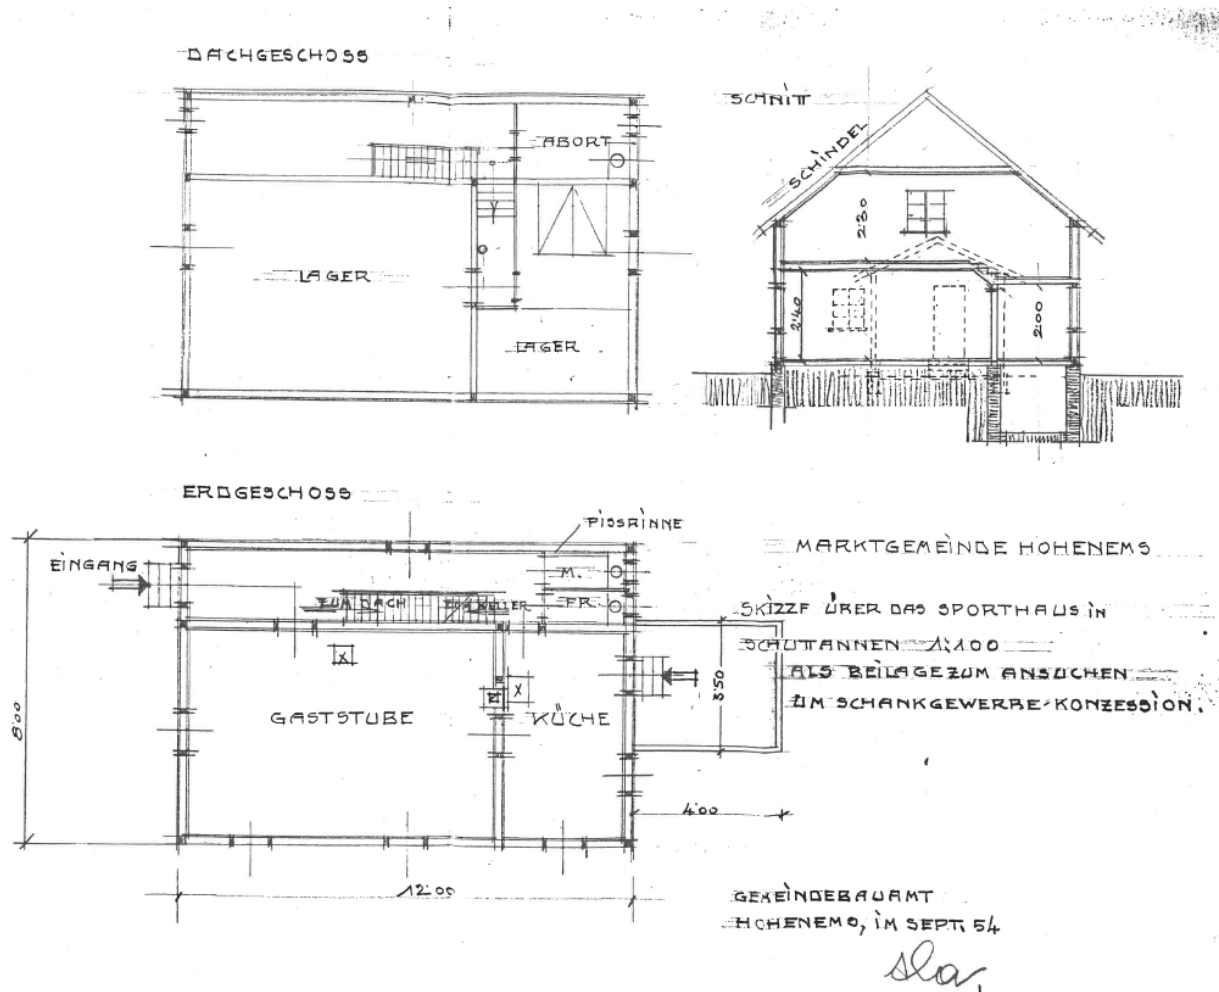 DACHGESCHOSS
M.
ABORT
LAGER
LAGER
SCHNITT
SCHINDEL
2.30
2.40
2.00
ERDGESCHOSS
PISSRINNE
EINGANG
M.
ZUM DACH
ZUM KELLER
FR.
GASTSTUBE
KÜCHE
8.00
3.50
4.00
12.00
MARKTGEMEINDE HOHENEMS
SKIZZE ÜBER DAS SPORTHAUS IN
SCHUTTANNEN 1:100
ALS BEILAGE ZUM ANSUCHEN
UM SCHANKGEWERBE-KONZESSION.
GEMEINDEBAUAMT
HOHENEMS, IM SEPT. 54